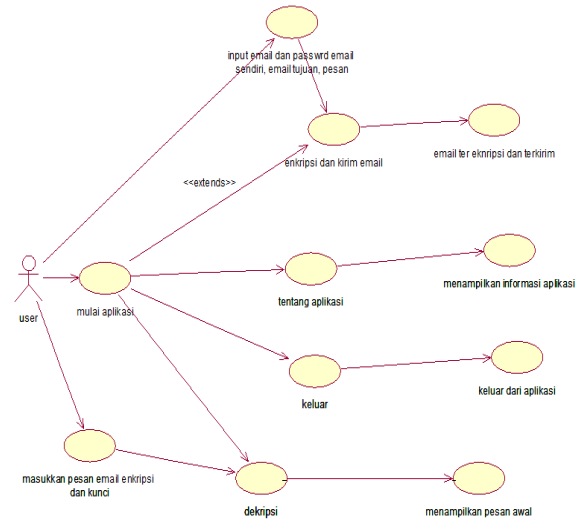 input email dan passwrd email
sendiri, email tujuan, pesan
enkripsi dan kirim email
email ter eknripsi dan terkirim
<<extends>>
user
mulai aplikasi
tentang aplikasi
menampilkan informasi aplikasi
keluar
keluar dari aplikasi
masukkan pesan email enkripsi
dan kunci
dekripsi
menampilkan pesan awal